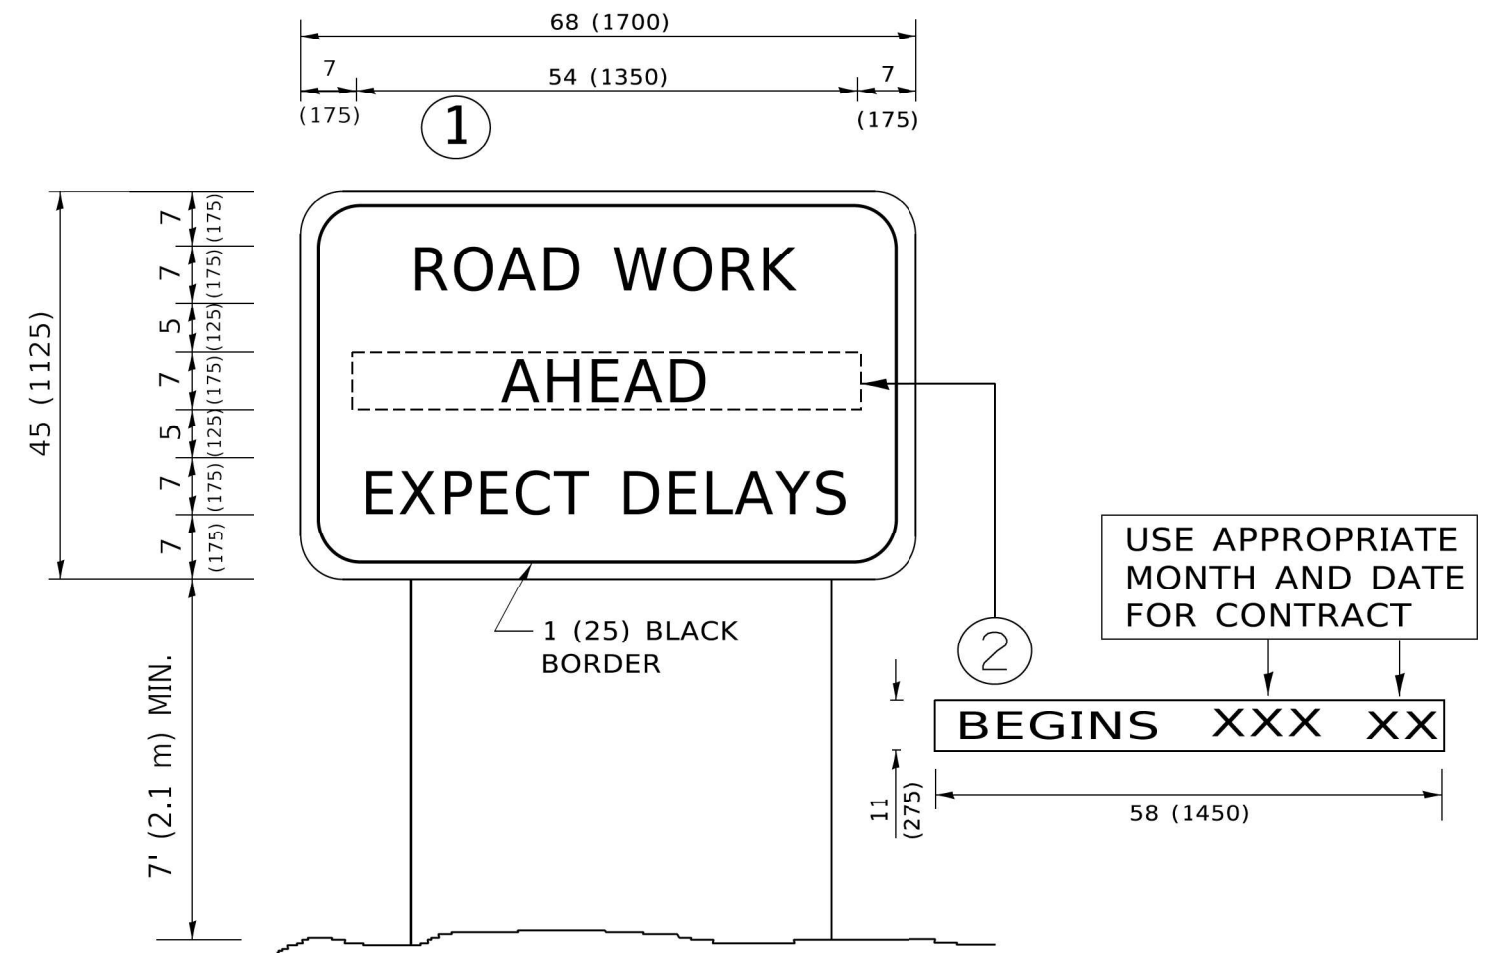 68 (1700)
7
54 (1350)
7
(175)
(175)
1
7
(175)
7
(175)
5
(125)
7
(175)
5
(125)
7
(175)
7
(175)
45 (1125)
ROAD WORK
AHEAD
EXPECT DELAYS
1 (25) BLACK
BORDER
7' (2.1 m) MIN.
USE APPROPRIATE
MONTH AND DATE
FOR CONTRACT
2
BEGINS XXX XX
11
(275)
58 (1450)